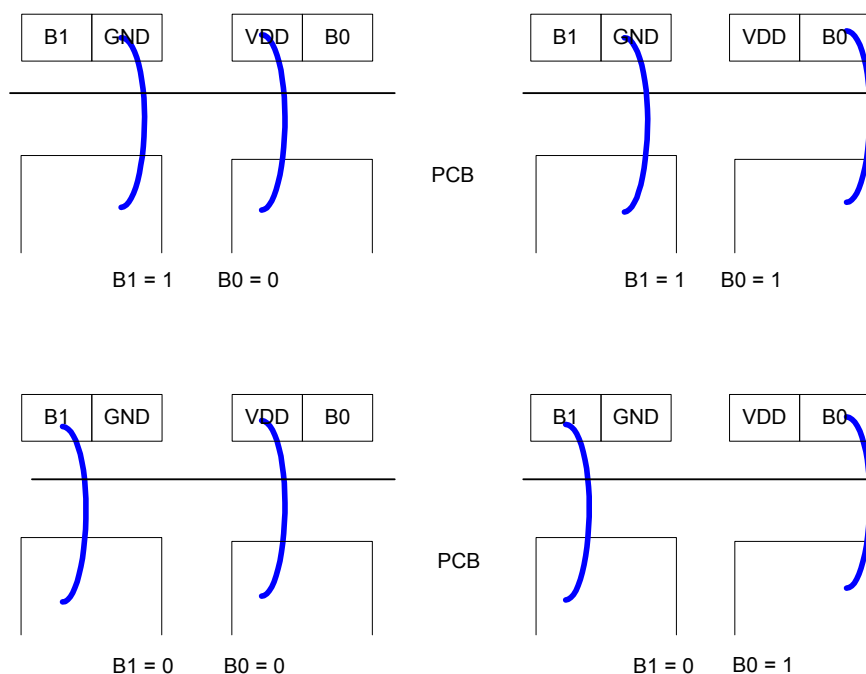 B1 GND VDD B0 B1 GND VDD B0
PCB
B1 = 1 B0 = 0 B1 = 1 B0 = 1
B1 GND VDD B0 B1 GND VDD B0
PCB
B1 = 0 B0 = 0 B1 = 0 B0 = 1